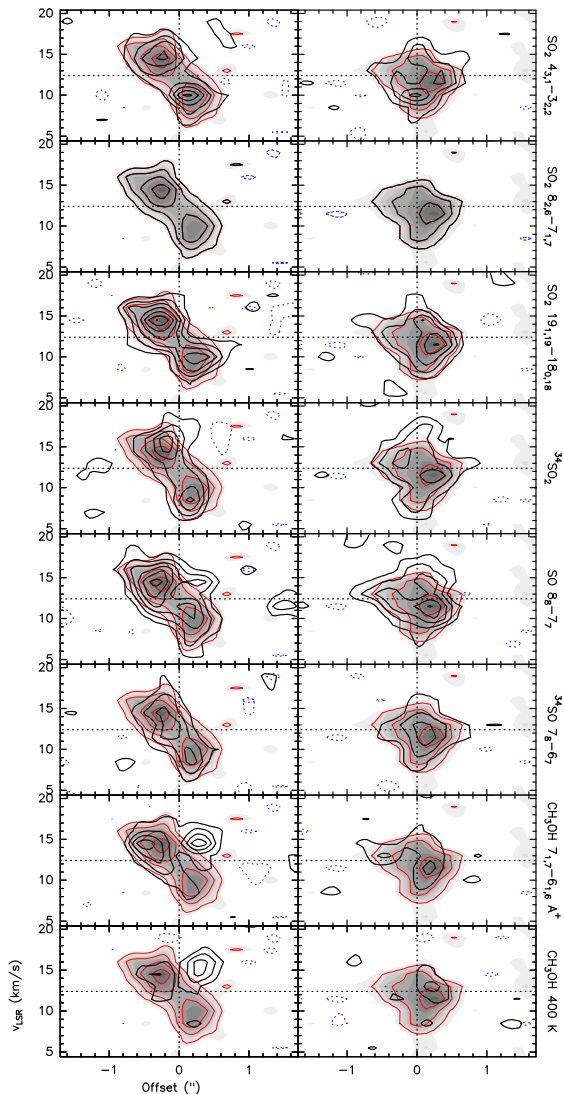 20
15
10
5
SO₂ 4₃,₁−3₂,₂
20
15
10
5
SO₂ 8₂,₆−7₁,₇
20
15
10
5
SO₂ 19₁,₁₉−18₀,₁₈
20
15
10
5
³⁴SO₂
20
15
10
5
SO 8₈−7₇
20
15
10
5
³⁴SO 7₈−6₇
20
15
10
5
CH₃OH 7₁,₇−6₁,₆ A⁺
20
15
10
5
CH₃OH 400 K
v_LSR (km/s)
−1 0 1 −1 0 1
Offset (")